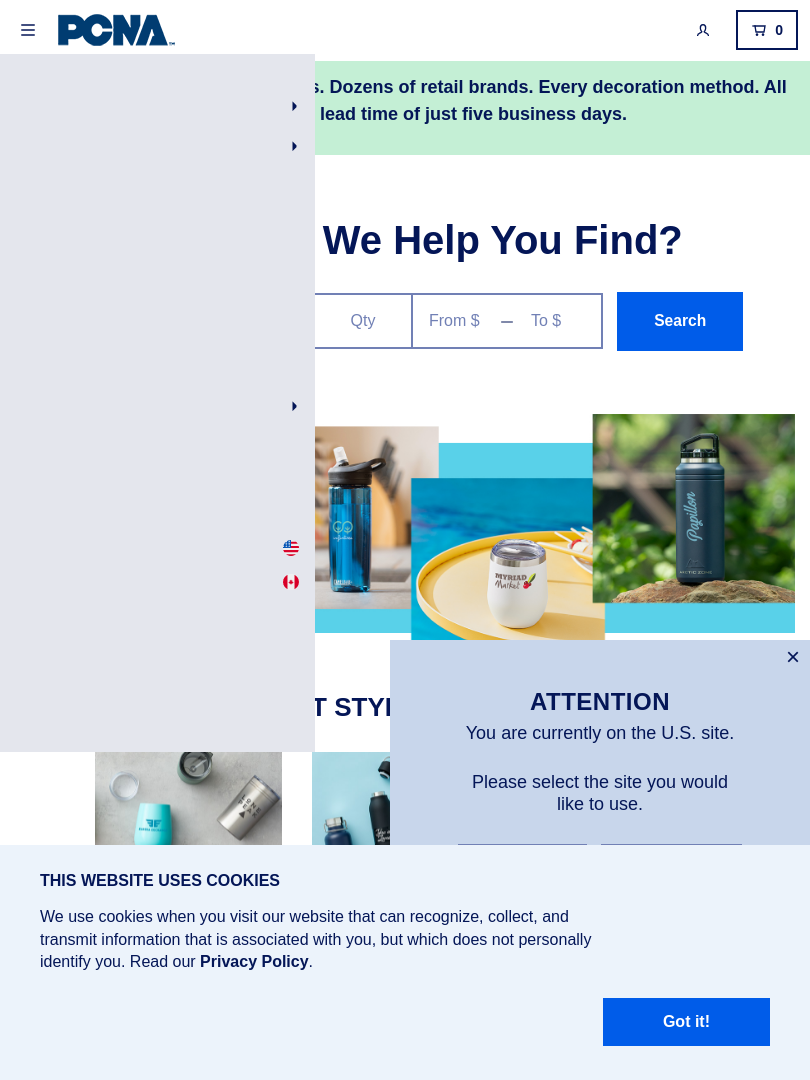 PCNA
0
s. Dozens of retail brands. Every decoration method. All
lead time of just five business days.
We Help You Find?
Qty
From $
To $
Search
Papillon
MYRIAD
Market
ATTENTION
You are currently on the U.S. site.
Please select the site you would
like to use.
LONE
PEAK
THIS WEBSITE USES COOKIES
We use cookies when you visit our website that can recognize, collect, and
transmit information that is associated with you, but which does not personally
identify you. Read our Privacy Policy.
Got it!